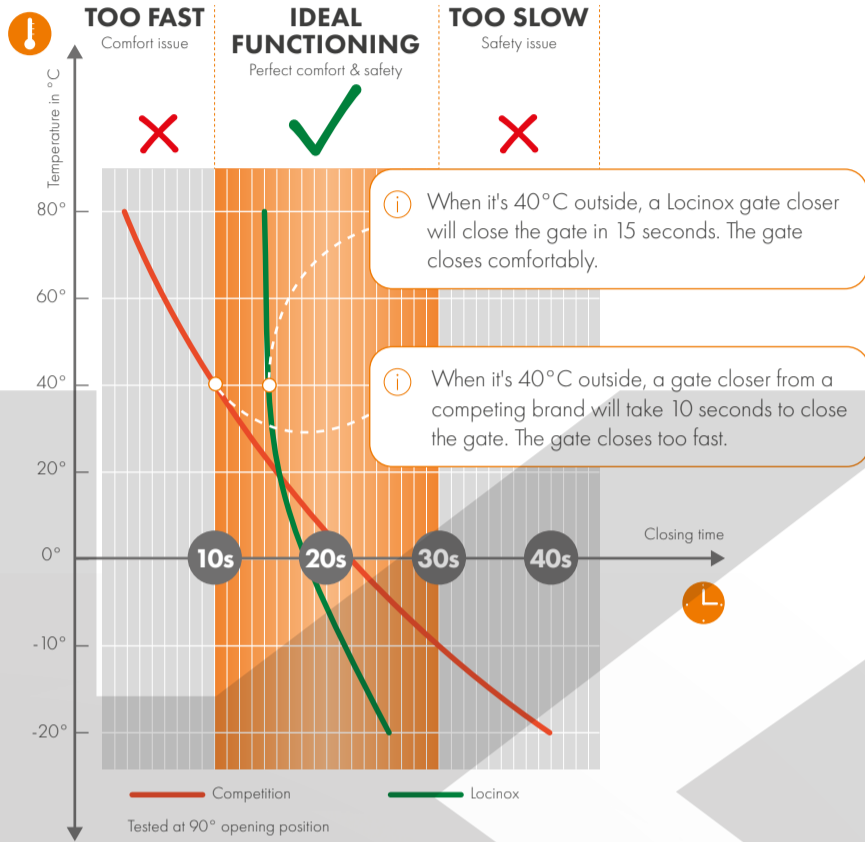 TOO FAST
Comfort issue
IDEAL
FUNCTIONING
Perfect comfort & safety
TOO SLOW
Safety issue
Temperature in °C
80°
60°
40°
20°
0°
-10°
-20°
i When it's 40°C outside, a Locinox gate closer
will close the gate in 15 seconds. The gate
closes comfortably.
i When it's 40°C outside, a gate closer from a
competing brand will take 10 seconds to close
the gate. The gate closes too fast.
10s 20s 30s 40s
Closing time
Competition
Locinox
Tested at 90° opening position